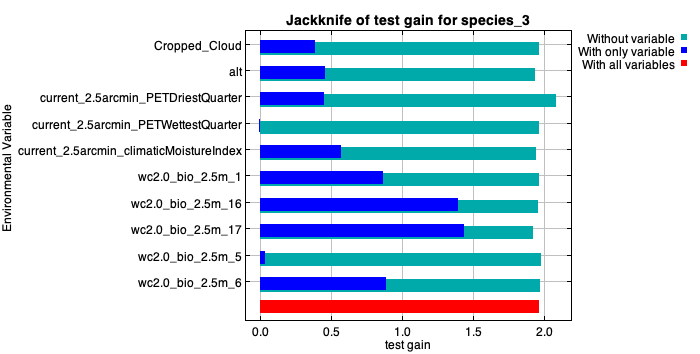 Jackknife of test gain for species_3
Without variable
With only variable
With all variables
Environmental Variable
Cropped_Cloud
alt
current_2.5arcmin_PETDriestQuarter
current_2.5arcmin_PETWettestQuarter
current_2.5arcmin_climaticMoistureIndex
wc2.0_bio_2.5m_1
wc2.0_bio_2.5m_16
wc2.0_bio_2.5m_17
wc2.0_bio_2.5m_5
wc2.0_bio_2.5m_6
0.0 0.5 1.0 1.5 2.0
test gain